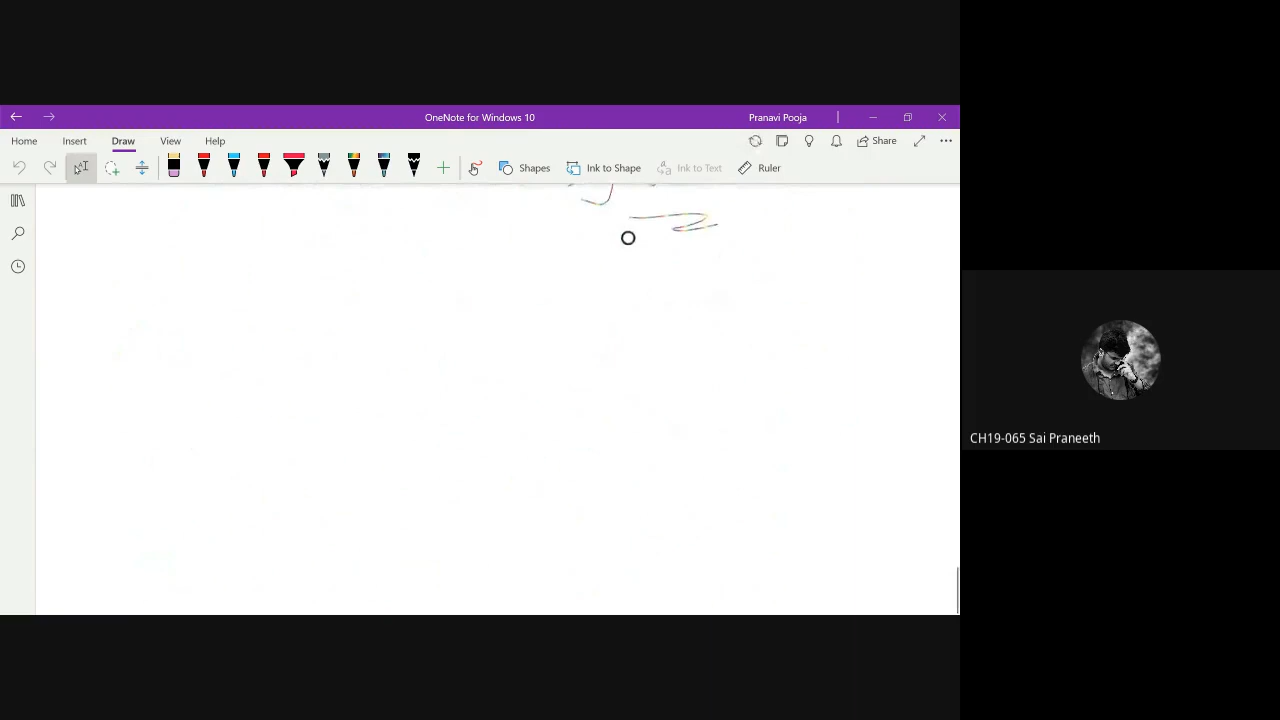 OneNote for Windows 10
Pranavi Pooja
Home Insert Draw View Help
Share
Shapes Ink to Shape Ink to Text Ruler
CH19-065 Sai Praneeth